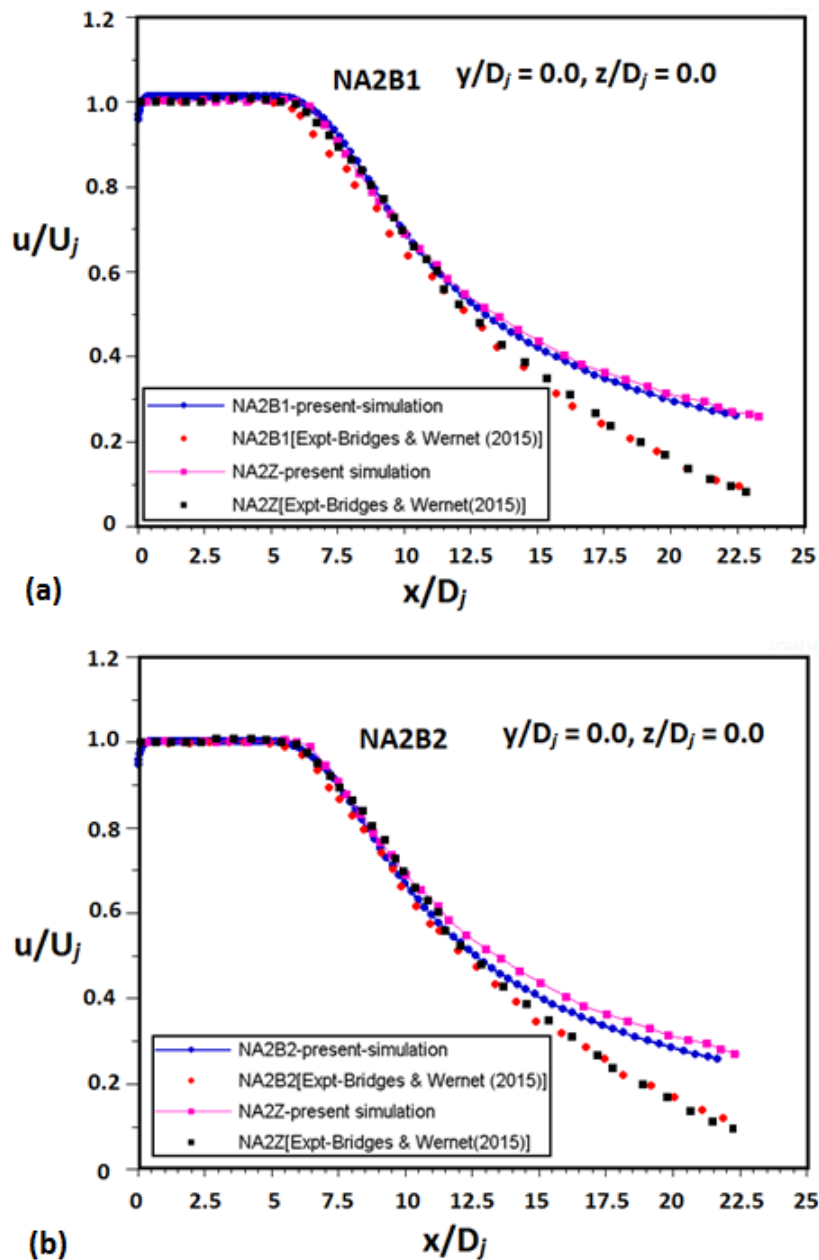 1.2
NA2B1 y/Dj = 0.0, z/Dj = 0.0
1.0
0.8
u/Uj
0.6
0.4
NA2B1-present-simulation
NA2B1[Expt-Bridges & Wernet (2015)]
0.2
NA2Z-present simulation
NA2Z[Expt-Bridges & Wernet(2015)]
0
0 2.5 5 7.5 10 12.5 15 17.5 20 22.5 25
(a) x/Dj
1.2
NA2B2 y/Dj = 0.0, z/Dj = 0.0
1.0
0.8
0.6
u/Uj
0.4
NA2B2-present-simulation
NA2B2[Expt-Bridges & Wernet (2015)]
0.2
NA2Z-present simulation
NA2Z[Expt-Bridges & Wernet(2015)]
0
0 2.5 5 7.5 10 12.5 15 17.5 20 22.5 25
(b) x/Dj